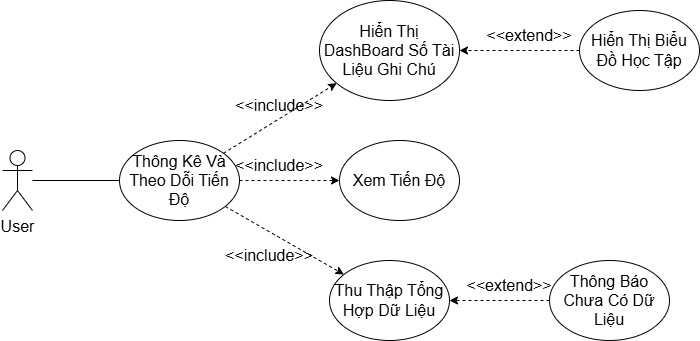 Hiển Thị
DashBoard Số Tài
Liệu Ghi Chú
<<extend>>
Hiển Thị Biểu
Đồ Học Tập
<<include>>
Thông Kê Và
Theo Dỗi Tiến
Độ
<<include>>
Xem Tiến Độ
User
<<include>>
Thu Thập Tổng
Hợp Dữ Liệu
<<extend>>
Thông Báo
Chưa Có Dữ
Liệu